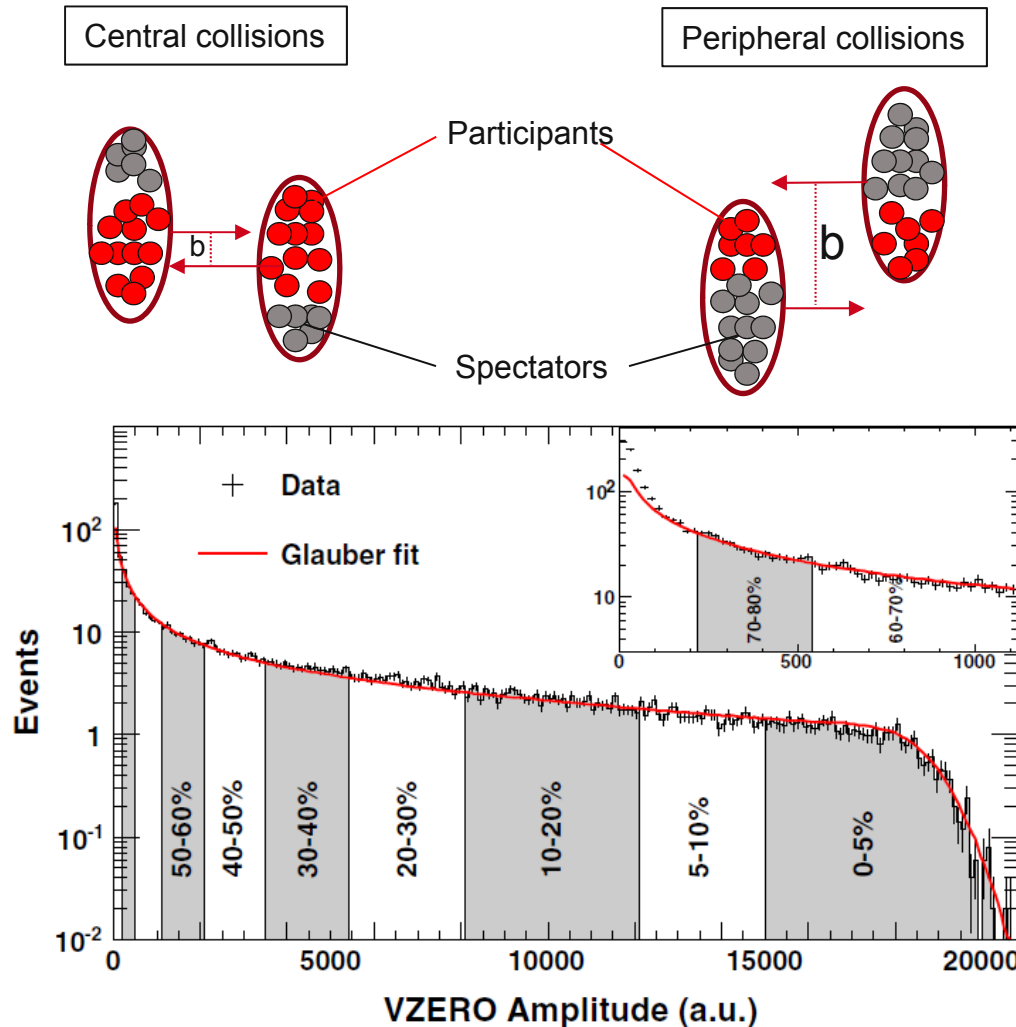 Central collisions
Peripheral collisions
Participants
b
b
Spectators
Data
Glauber fit
Events
10²
10
1
10⁻¹
10⁻²
50-60%
40-50%
30-40%
20-30%
10-20%
5-10%
0-5%
0
5000
10000
15000
20000
VZERO Amplitude (a.u.)
10²
10
70-80%
60-70%
0
500
1000